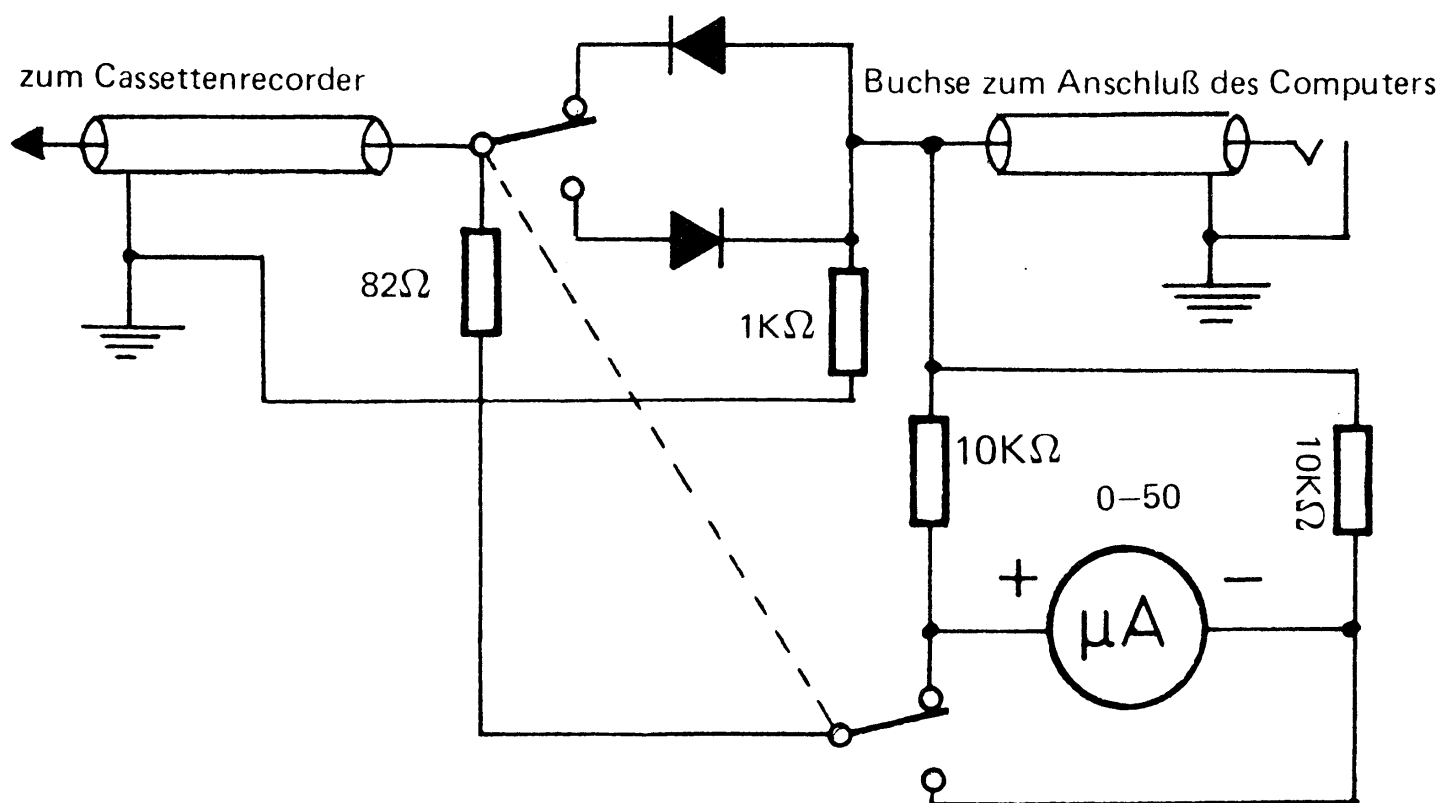 zum Cassettenrecorder
Buchse zum Anschluß des Computers
82Ω
1KΩ
10KΩ
10KΩ
0–50
+
−
μA